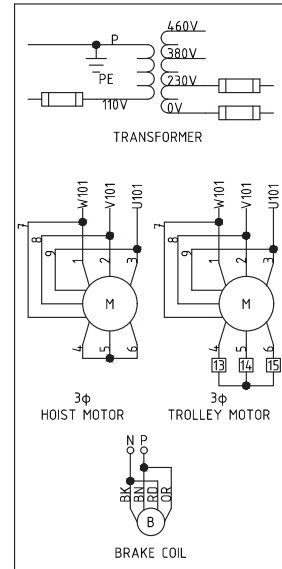 460V
P
380V
PE
230V
110V
0V
TRANSFORMER
W101 V101 U101
W101 V101 U101
7 8 9 1 2 3
7 8 9 1 2 3
M
M
4 5 6
4 5 6
13 14 15
3ϕ
HOIST MOTOR
3ϕ
TROLLEY MOTOR
N P
BK BN RD OR
B
BRAKE COIL